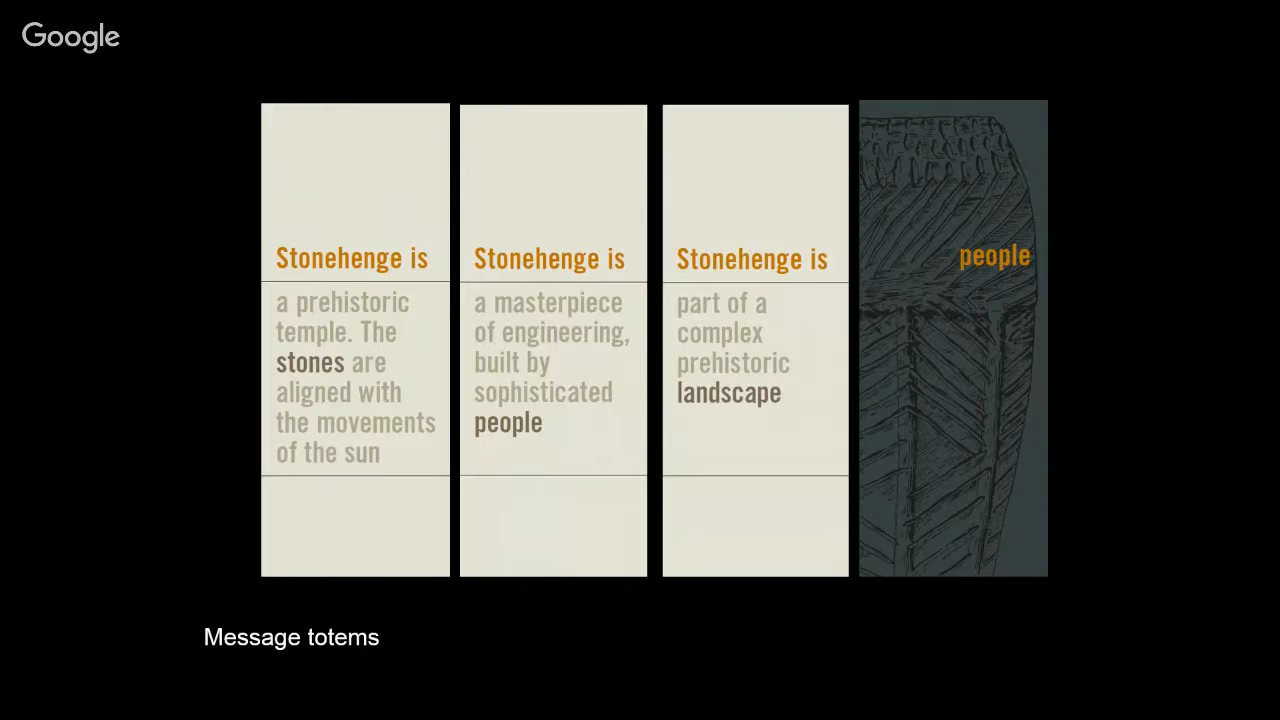 Google
Stonehenge is
a prehistoric
temple. The
stones are
aligned with
the movements
of the sun
Stonehenge is
a masterpiece
of engineering,
built by
sophisticated
people
Stonehenge is
part of a
complex
prehistoric
landscape
people
Message totems